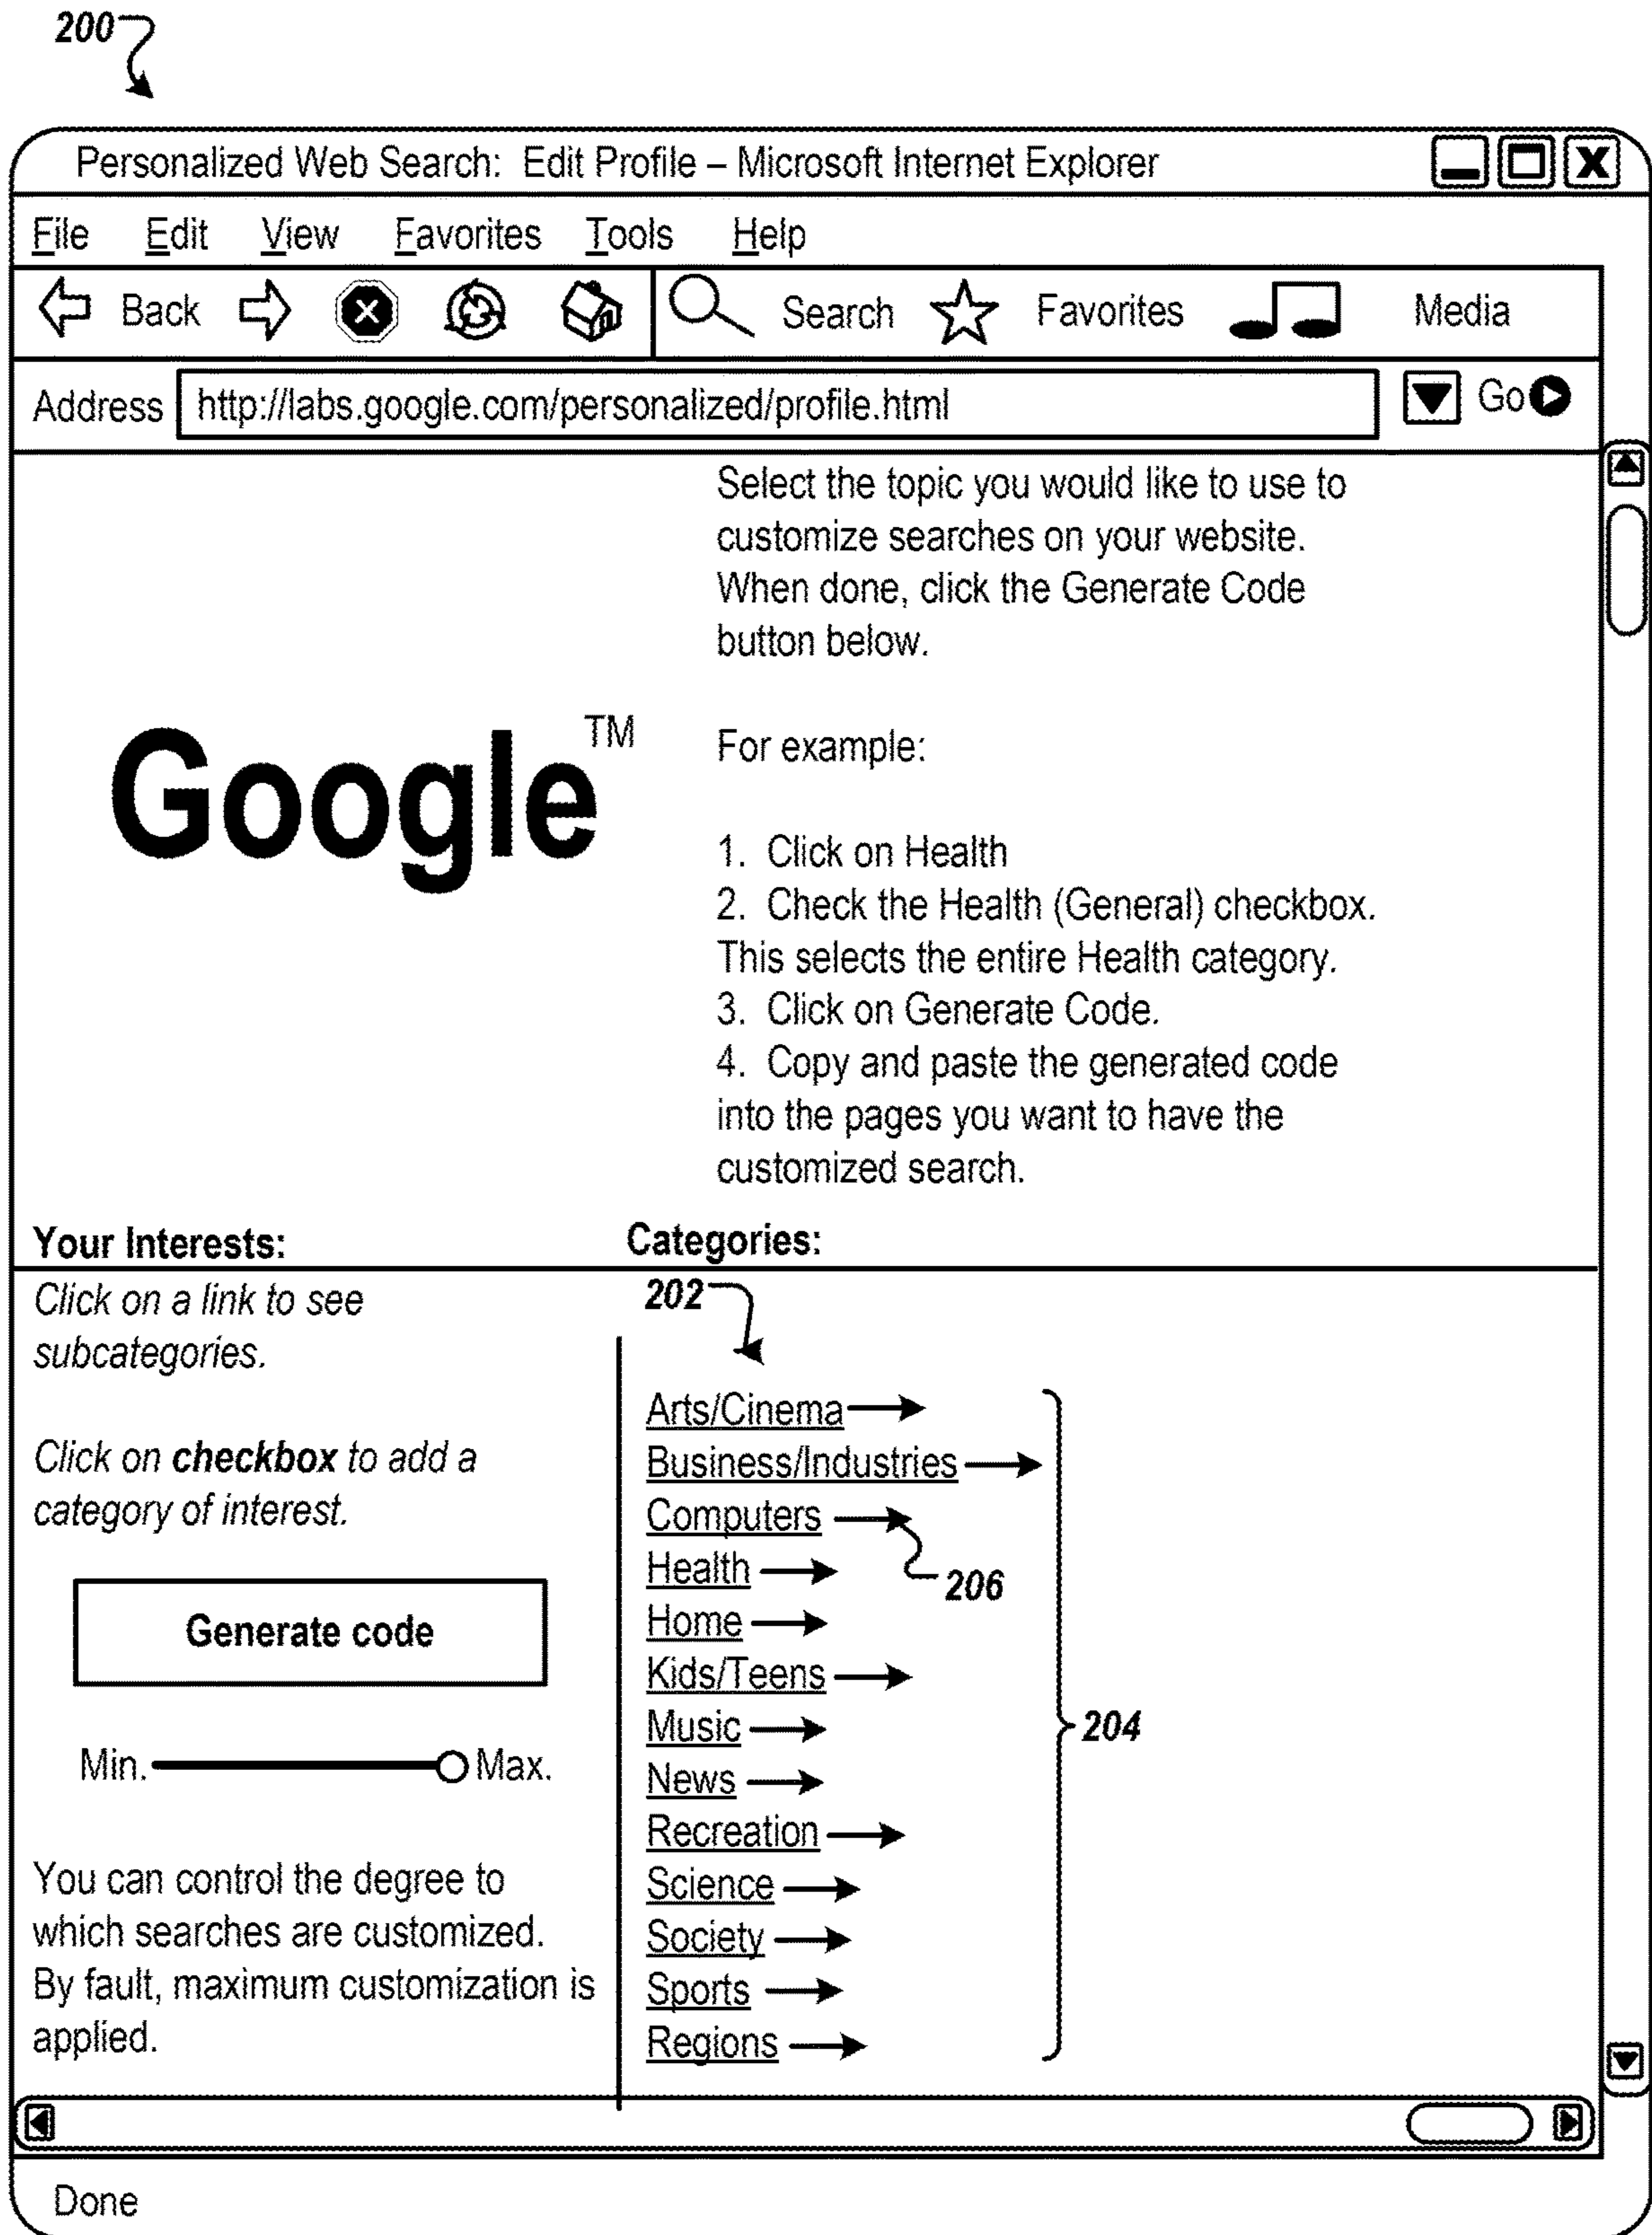 200
Personalized Web Search: Edit Profile – Microsoft Internet Explorer
File Edit View Favorites Tools Help
Back Search Favorites Media
Address http://labs.google.com/personalized/profile.html Go
Select the topic you would like to use to
customize searches on your website.
When done, click the Generate Code
button below.
Google TM
For example:
1. Click on Health
2. Check the Health (General) checkbox.
This selects the entire Health category.
3. Click on Generate Code.
4. Copy and paste the generated code
into the pages you want to have the
customized search.
Your Interests:
Click on a link to see
subcategories.
Click on checkbox to add a
category of interest.
Generate code
Min. Max.
You can control the degree to
which searches are customized.
By fault, maximum customization is
applied.
Categories:
202
Arts/Cinema
Business/Industries
Computers
206
Health
Home
Kids/Teens
Music
204
News
Recreation
Science
Society
Sports
Regions
Done